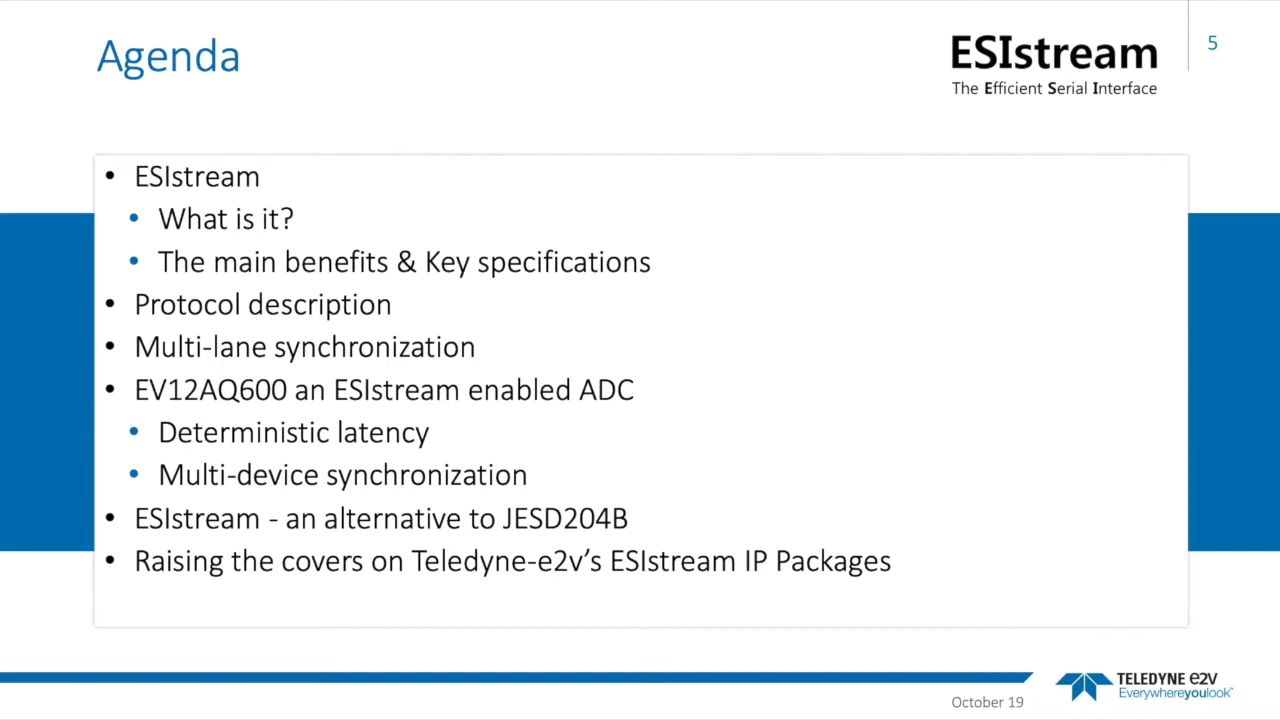 Agenda
ESIstream
The Efficient Serial Interface
5
• ESIstream
• What is it?
• The main benefits & Key specifications
• Protocol description
• Multi-lane synchronization
• EV12AQ600 an ESIstream enabled ADC
• Deterministic latency
• Multi-device synchronization
• ESIstream - an alternative to JESD204B
• Raising the covers on Teledyne-e2v’s ESIstream IP Packages
October 19
TELEDYNE e2v
Everywhereyoulook™